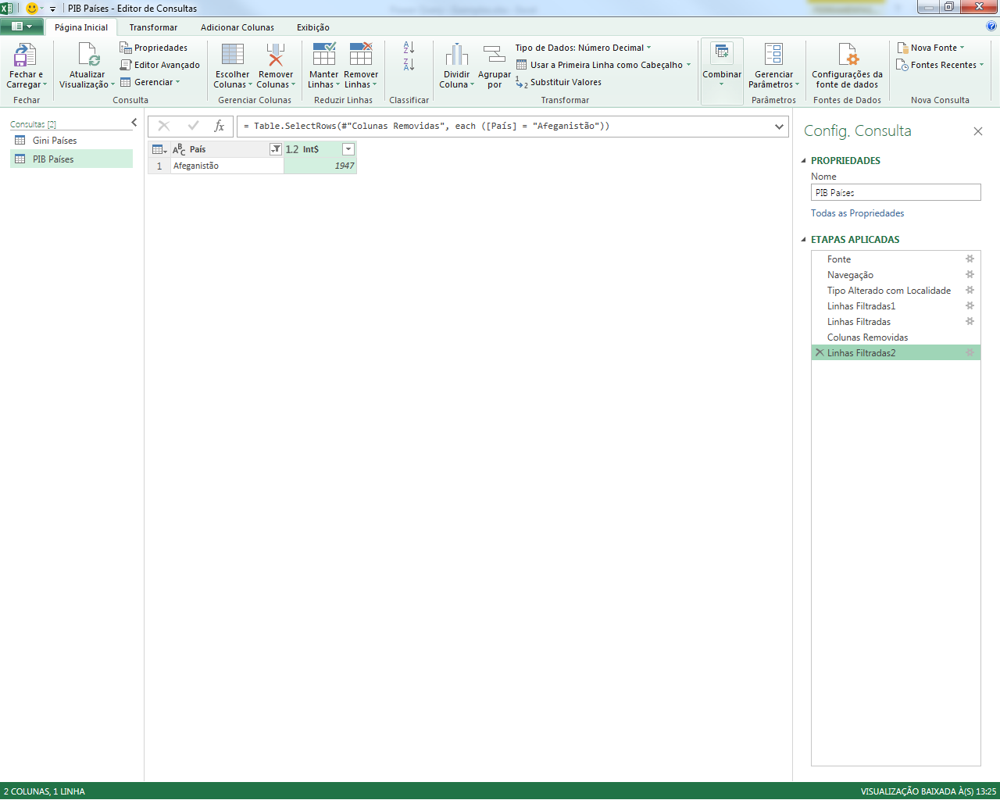 PIB Países - Editor de Consultas
Página Inicial
Transformar
Adicionar Colunas
Exibição
Fechar e
Carregar
Fechar
Atualizar
Visualização
Propriedades
Editor Avançado
Gerenciar
Consulta
Escolher
Colunas
Remover
Colunas
Gerenciar Colunas
Manter
Linhas
Remover
Linhas
Reduzir Linhas
A
Z
Z
A
Classificar
Dividir
Coluna
Agrupar
por
Tipo de Dados: Número Decimal
Usar a Primeira Linha como Cabeçalho
1
2 Substituir Valores
Transformar
Combinar
Gerenciar
Parâmetros
Parâmetros
Configurações da
fonte de dados
Fontes de Dados
Nova Fonte
Fontes Recentes
Nova Consulta
Consultas [2]
Gini Países
PIB Países
fx
= Table.SelectRows(#"Colunas Removidas", each ([País] = "Afeganistão"))
ABC País 1.2 Int$
1 Afeganistão 1947
Config. Consulta
PROPRIEDADES
Nome
PIB Países
Todas as Propriedades
ETAPAS APLICADAS
Fonte
Navegação
Tipo Alterado com Localidade
Linhas Filtradas1
Linhas Filtradas
Colunas Removidas
Linhas Filtradas2
2 COLUNAS, 1 LINHA
VISUALIZAÇÃO BAIXADA À(S) 13:25